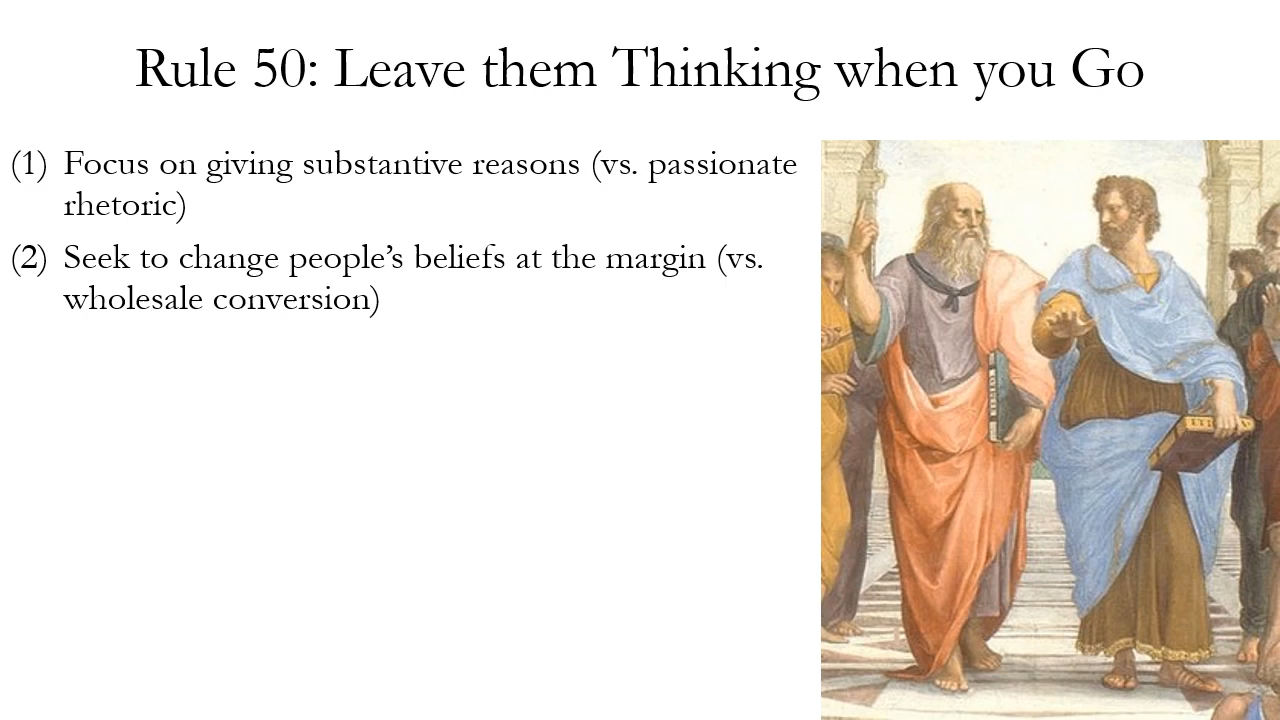 Rule 50: Leave them Thinking when you Go
(1) Focus on giving substantive reasons (vs. passionate
rhetoric)
(2) Seek to change people’s beliefs at the margin (vs.
wholesale conversion)